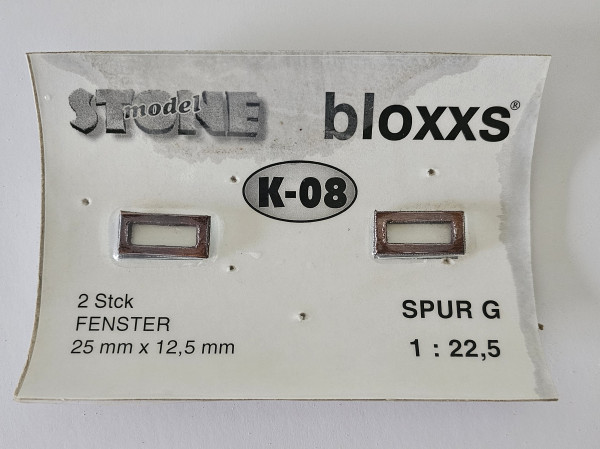 STONE model
bloxxs®
K-08
2 Stck
FENSTER
25 mm x 12,5 mm
SPUR G
1 : 22,5